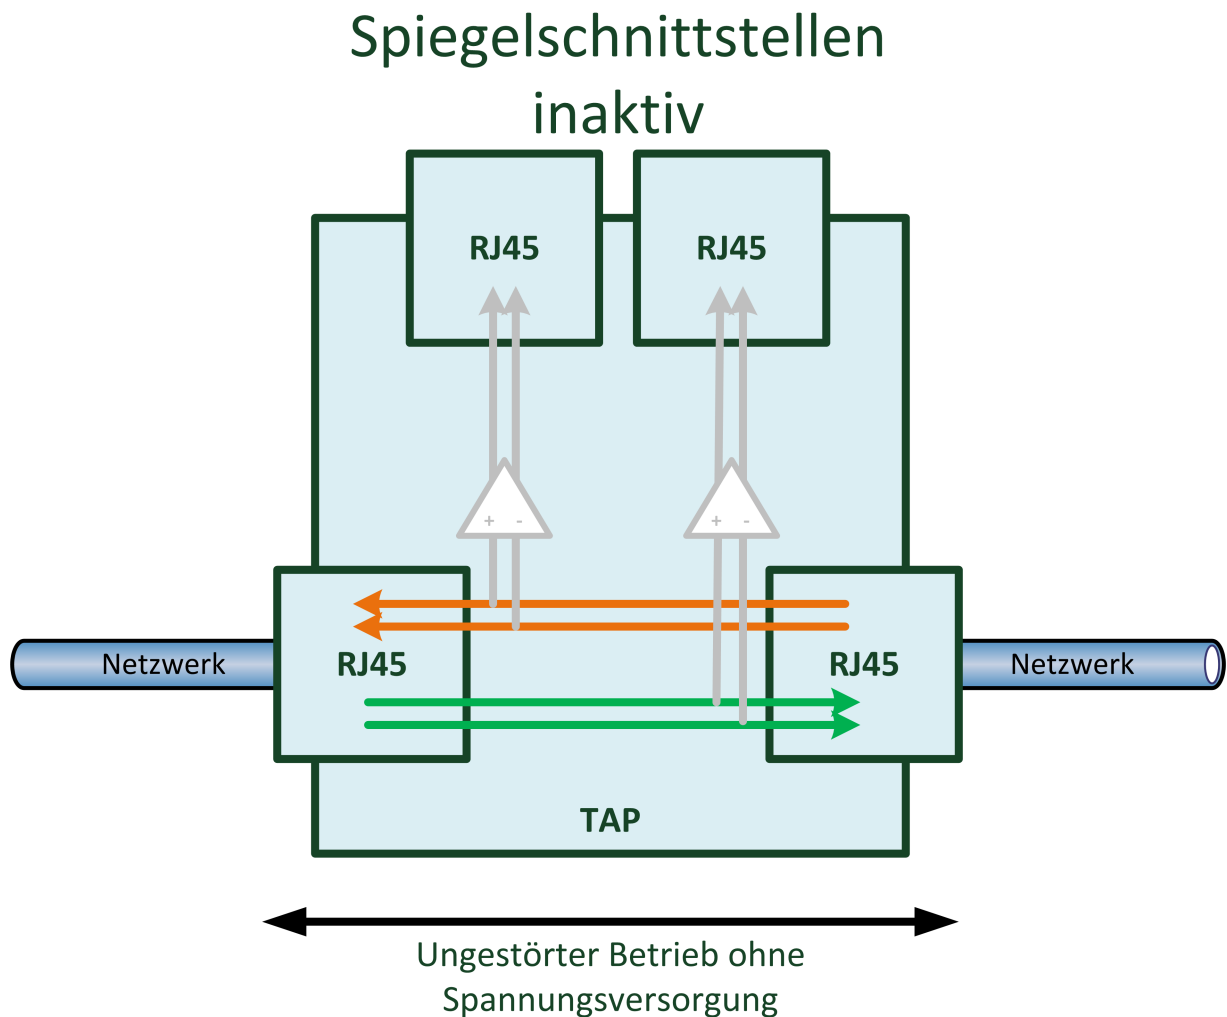 Spiegelschnittstellen
inaktiv
RJ45
RJ45
+ -
+ -
Netzwerk
RJ45
RJ45
Netzwerk
TAP
Ungestörter Betrieb ohne
Spannungsversorgung